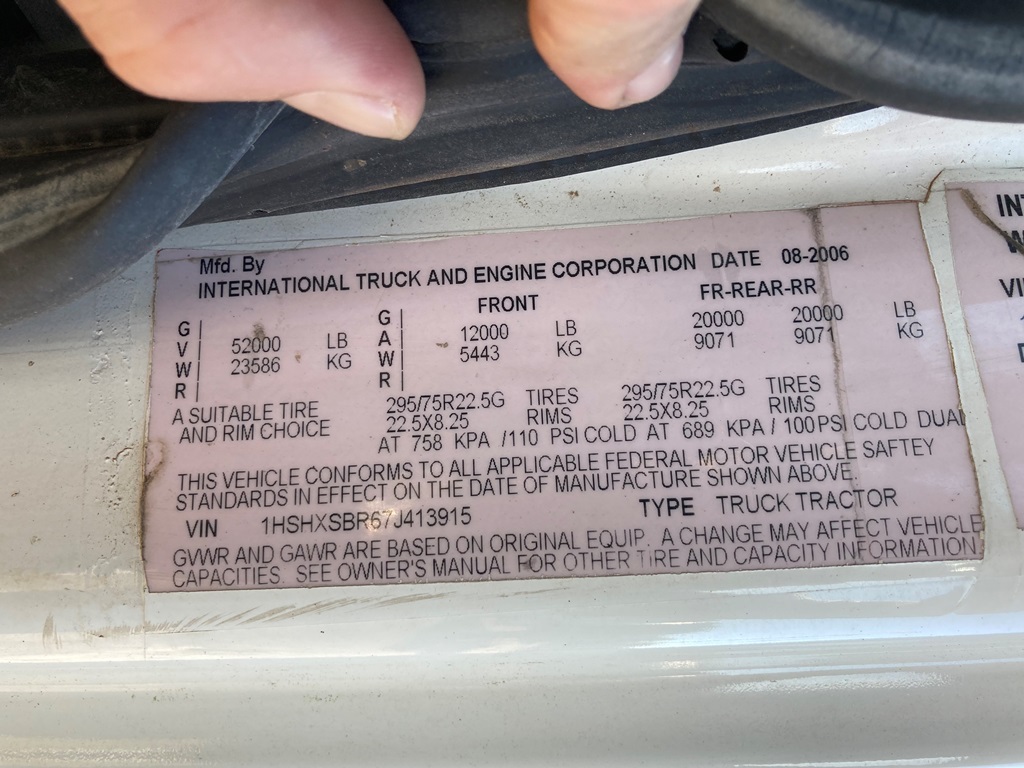 Mfd. By
INTERNATIONAL TRUCK AND ENGINE CORPORATION DATE 08-2006
FRONT FR-REAR-RR
GVWR 52000 LB GAWR 12000 LB 20000 20000 LB
23586 KG 5443 KG 9071 9071 KG
A SUITABLE TIRE 295/75R22.5G TIRES 295/75R22.5G TIRES
AND RIM CHOICE 22.5X8.25 RIMS 22.5X8.25 RIMS
AT 758 KPA /110 PSI COLD AT 689 KPA / 100 PSI COLD DUAL
THIS VEHICLE CONFORMS TO ALL APPLICABLE FEDERAL MOTOR VEHICLE SAFTEY
STANDARDS IN EFFECT ON THE DATE OF MANUFACTURE SHOWN ABOVE.
VIN 1HSHXSBR67J413915 TYPE TRUCK TRACTOR
GVWR AND GAWR ARE BASED ON ORIGINAL EQUIP. A CHANGE MAY AFFECT VEHICLE
CAPACITIES. SEE OWNER'S MANUAL FOR OTHER TIRE AND CAPACITY INFORMATION